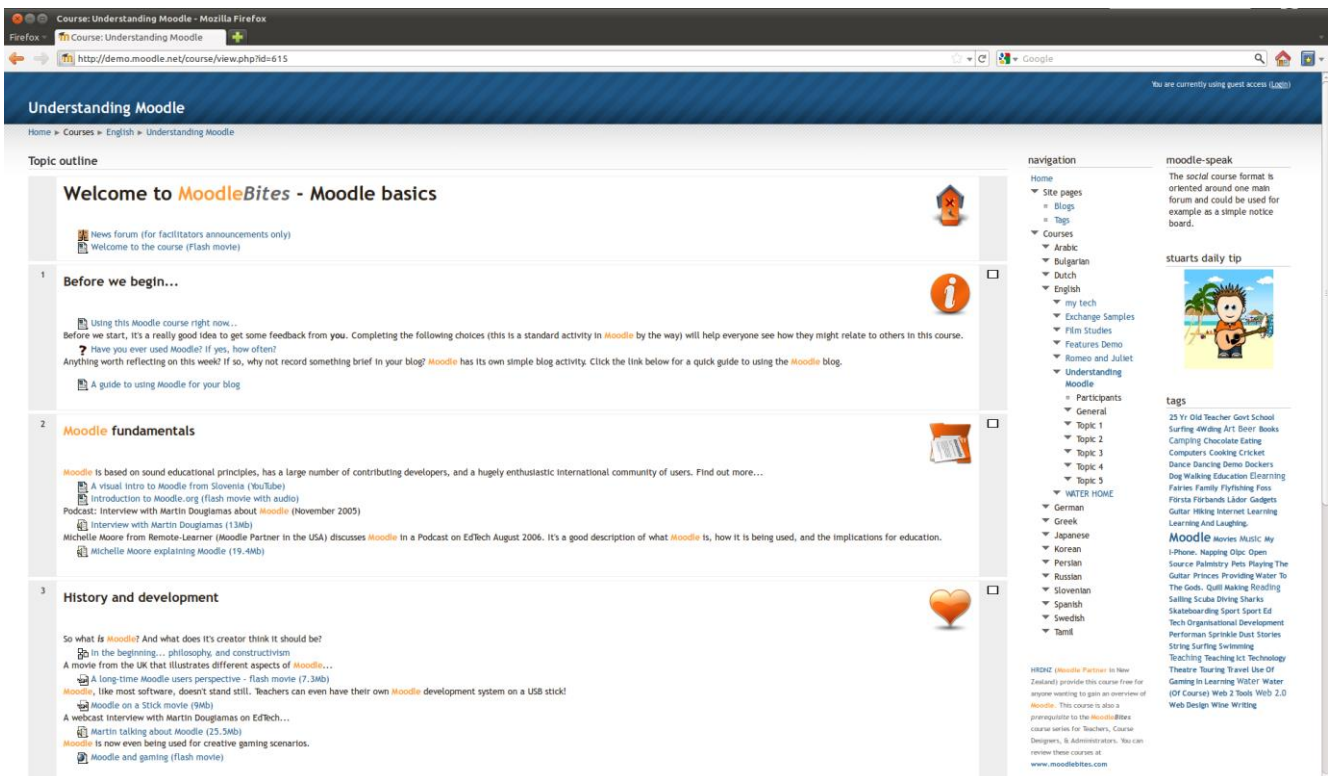 Course: Understanding Moodle - Mozilla Firefox
Firefox
Course: Understanding Moodle
http://demo.moodle.net/course/view.php?id=615
Google
You are currently using guest access (Login)
Understanding Moodle
Home ► Courses ► English ► Understanding Moodle
Topic outline
Welcome to MoodleBites - Moodle basics
News forum (for facilitators announcements only)
Welcome to the course (Flash movie)
1
Before we begin...
Using this Moodle course right now...
Before we start, it's a really good idea to get some feedback from you. Completing the following choices (this is a standard activity in Moodle by the way) will help everyone see how they might relate to others in this course.
Have you ever used Moodle? If yes, how often?
Anything worth reflecting on this week? If so, why not record something brief in your blog? Moodle has its own simple blog activity. Click the link below for a quick guide to using the Moodle blog.
A guide to using Moodle for your blog
2
Moodle fundamentals
Moodle is based on sound educational principles, has a large number of contributing developers, and a hugely enthusiastic international community of users. Find out more...
A visual intro to Moodle from Slovenia (YouTube)
Introduction to Moodle.org (flash movie with audio)
Podcast: Interview with Martin Dougiamas about Moodle (November 2005)
Interview with Martin Dougiamas (13Mb)
Michelle Moore from Remote-Learner (Moodle Partner in the USA) discusses Moodle in a Podcast on EdTech August 2006. It's a good description of what Moodle is, how it is being used, and the implications for education.
Michelle Moore explaining Moodle (19.4Mb)
3
History and development
So what is Moodle? And what does it's creator think it should be?
In the beginning... philosophy, and constructivism
A movie from the UK that illustrates different aspects of Moodle...
A long-time Moodle users perspective - flash movie (7.3Mb)
Moodle, like most software, doesn't stand still. Teachers can even have their own Moodle development system on a USB stick!
Moodle on a Stick movie (9Mb)
A webcast interview with Martin Dougiamas on EdTech...
Martin talking about Moodle (25.5Mb)
Moodle is now even being used for creative gaming scenarios.
Moodle and gaming (flash movie)
navigation
Home
Site pages
Blogs
Tags
Courses
Arabic
Bulgarian
Dutch
English
my tech
Exchange Samples
Film Studies
Features Demo
Romeo and Juliet
Understanding
Moodle
Participants
General
Topic 1
Topic 2
Topic 3
Topic 4
Topic 5
WATER HOME
German
Greek
Japanese
Korean
Persian
Russian
Slovenian
Spanish
Swedish
Tamil
HRDNZ (Moodle Partner in New
Zealand) provide this course free for
anyone wanting to gain an overview of
Moodle. This course is also a
prerequisite to the MoodleBites
course series for Teachers, Course
Designers, & Administrators. You can
review these courses at
www.moodlebites.com
moodle-speak
The social course format is
oriented around one main
forum and could be used for
example as a simple notice
board.
stuarts daily tip
tags
25 Yr Old Teacher Govt School
Surfing 4Wding Art Beer Books
Camping Chocolate Eating
Computers Cooking Cricket
Dance Dancing Demo Dockers
Dog Walking Education Elearning
Fairies Family Flyfishing Foss
Första Förbands Lådor Gadgets
Guitar Hiking Internet Learning
Learning And Laughing.
Moodle Movies Music My
I-Phone. Napping Olpc Open
Source Palmistry Pets Playing The
Guitar Princes Providing Water To
The Gods. Quill Making Reading
Sailing Scuba Diving Sharks
Skateboarding Sport Sport Ed
Tech Organisational Development
Performan Sprinkle Dust Stories
String Surfing Swimming
Teaching Teaching Ict Technology
Theatre Touring Travel Use Of
Gaming in Learning Water Water
(Of Course) Web 2 Tools Web 2.0
Web Design Wine Writing